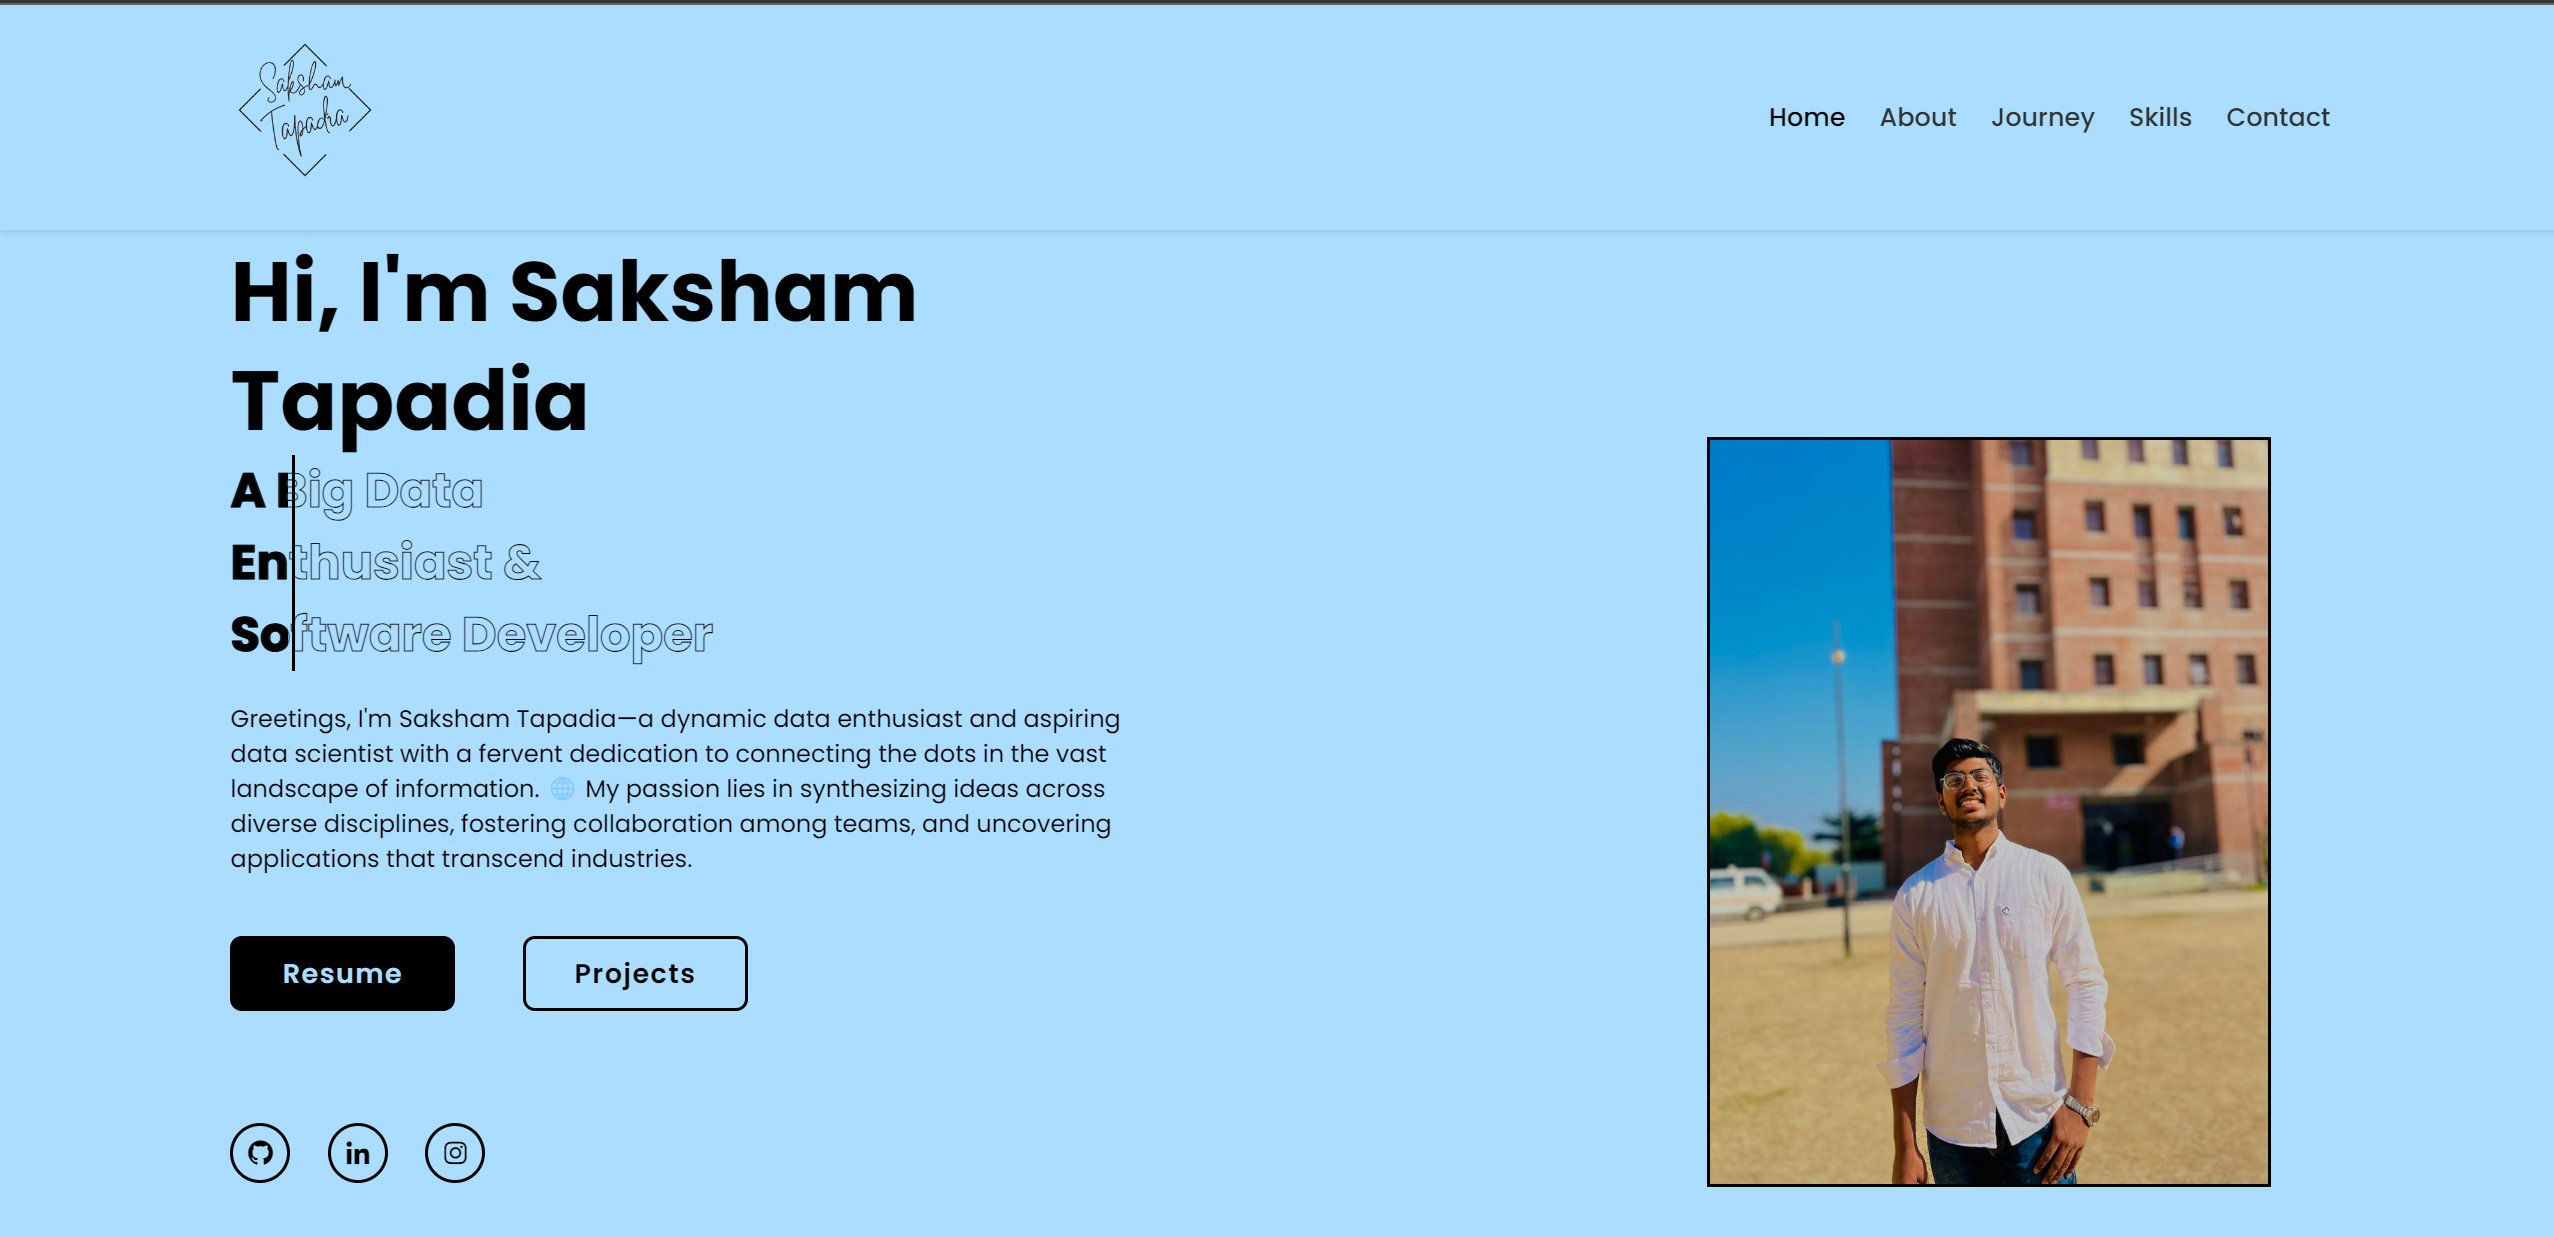 Saksham
Tapadia
Home About Journey Skills Contact
Hi, I'm Saksham
Tapadia
A Big Data
Enthusiast &
Software Developer
Greetings, I'm Saksham Tapadia—a dynamic data enthusiast and aspiring
data scientist with a fervent dedication to connecting the dots in the vast
landscape of information. 🌐 My passion lies in synthesizing ideas across
diverse disciplines, fostering collaboration among teams, and uncovering
applications that transcend industries.
Resume Projects
in